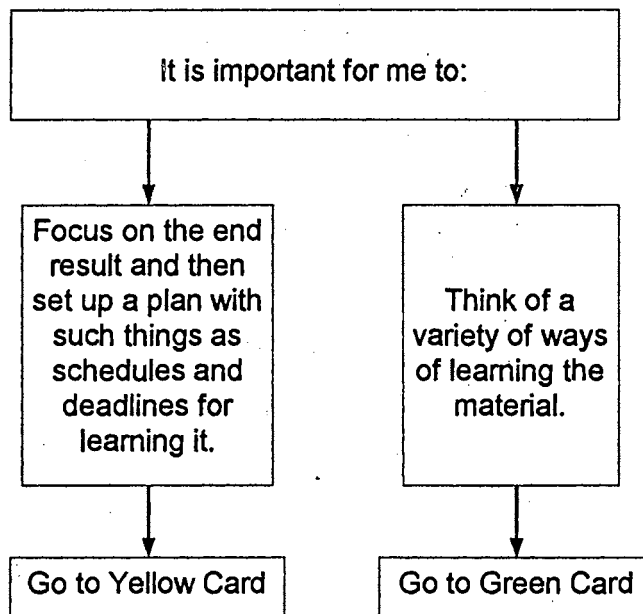 It is important for me to:
Focus on the end
result and then
set up a plan with
such things as
schedules and
deadlines for
learning it.
Think of a
variety of ways
of learning the
material.
Go to Yellow Card
Go to Green Card